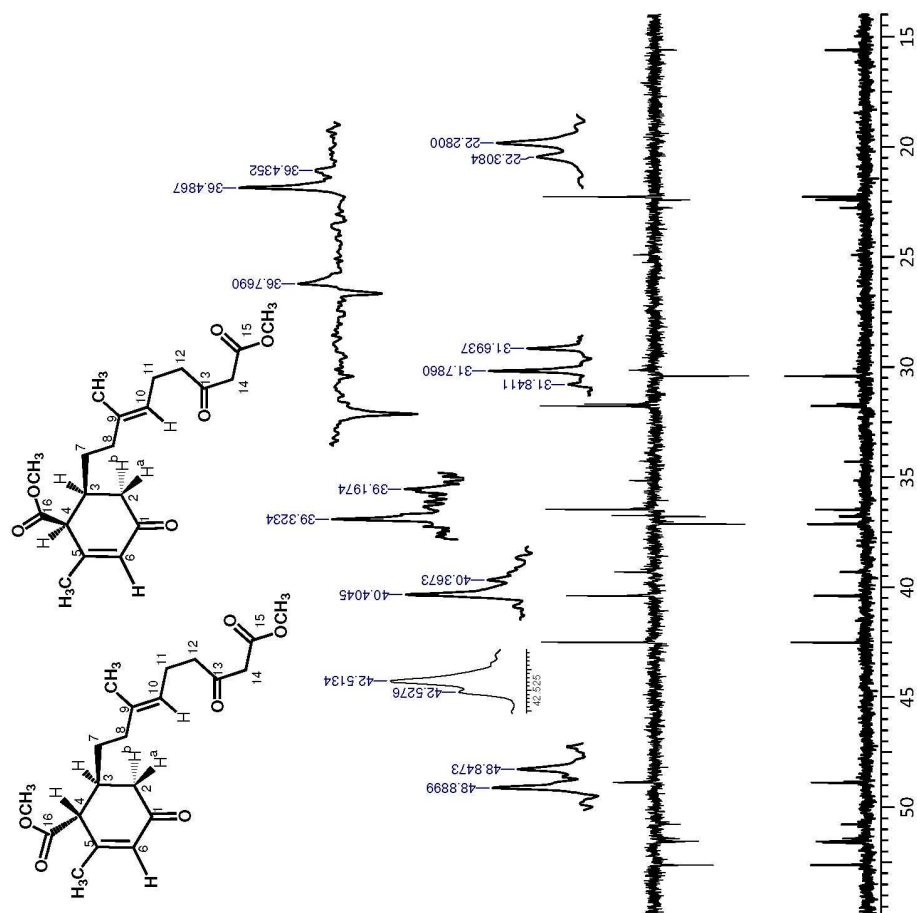 OCH3
O
16
H
4
H
H3C
5
3
7
8
CH3
9
10
H
11
12
13
O
14
O
15
OCH3
H b
H a
2
6
H
1
O
OCH3
O
16
H
4
H
H3C
5
3
7
8
CH3
9
10
H
11
12
13
O
14
O
15
OCH3
H b
H a
2
6
H
1
O
48.8899
48.8473
42.5276
42.5134
42.525
40.4045
40.3673
39.3234
39.1974
36.7690
36.4867
36.4352
31.8411
31.7860
31.6937
22.3084
22.2800
50
45
40
35
30
25
20
15